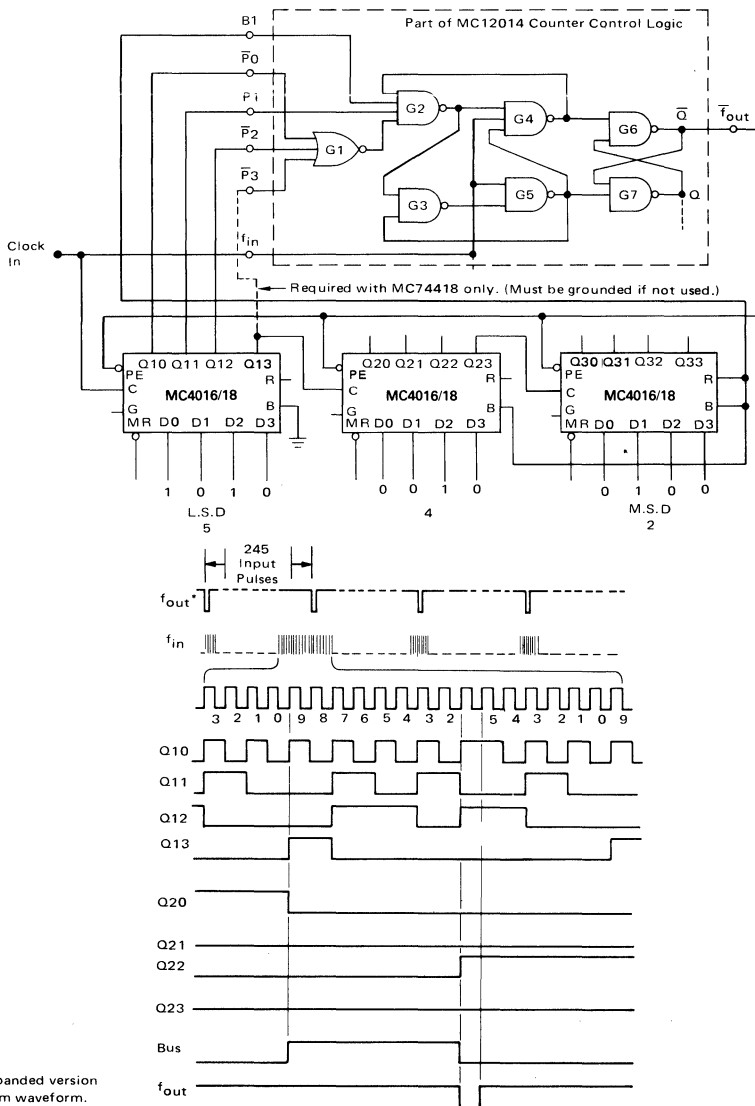 Part of MC12014 Counter Control Logic
B1
P̅0
P1
P̅2
P̅3
fin
G1
G2
G3
G4
G5
G6
G7
Q̅
f̅out
Q
Clock
In
Required with MC74418 only. (Must be grounded if not used.)
Q10 Q11 Q12 Q13
PE
R
C
MC4016/18
G
B
MR D0 D1 D2 D3
1 0 1 0
L.S.D
5
Q20 Q21 Q22 Q23
PE
R
C
MC4016/18
G
B
MR D0 D1 D2 D3
0 0 1 0
4
Q30 Q31 Q32 Q33
PE
R
C
MC4016/18
G
B
MR D0 D1 D2 D3
0 1 0 0
M.S.D
2
245
Input
Pulses
fout*
fin
3 2 1 0 9 8 7 6 5 4 3 2 5 4 3 2 1 0 9
Q10
Q11
Q12
Q13
Q20
Q21
Q22
Q23
Bus
fout
panded version
m waveform.